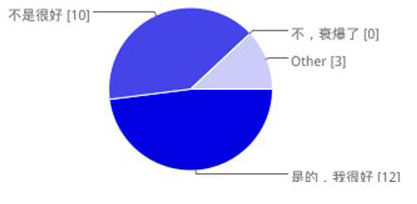 不是很好 [10]
不，衰爆了 [0]
Other [3]
是的，我很好 [12]